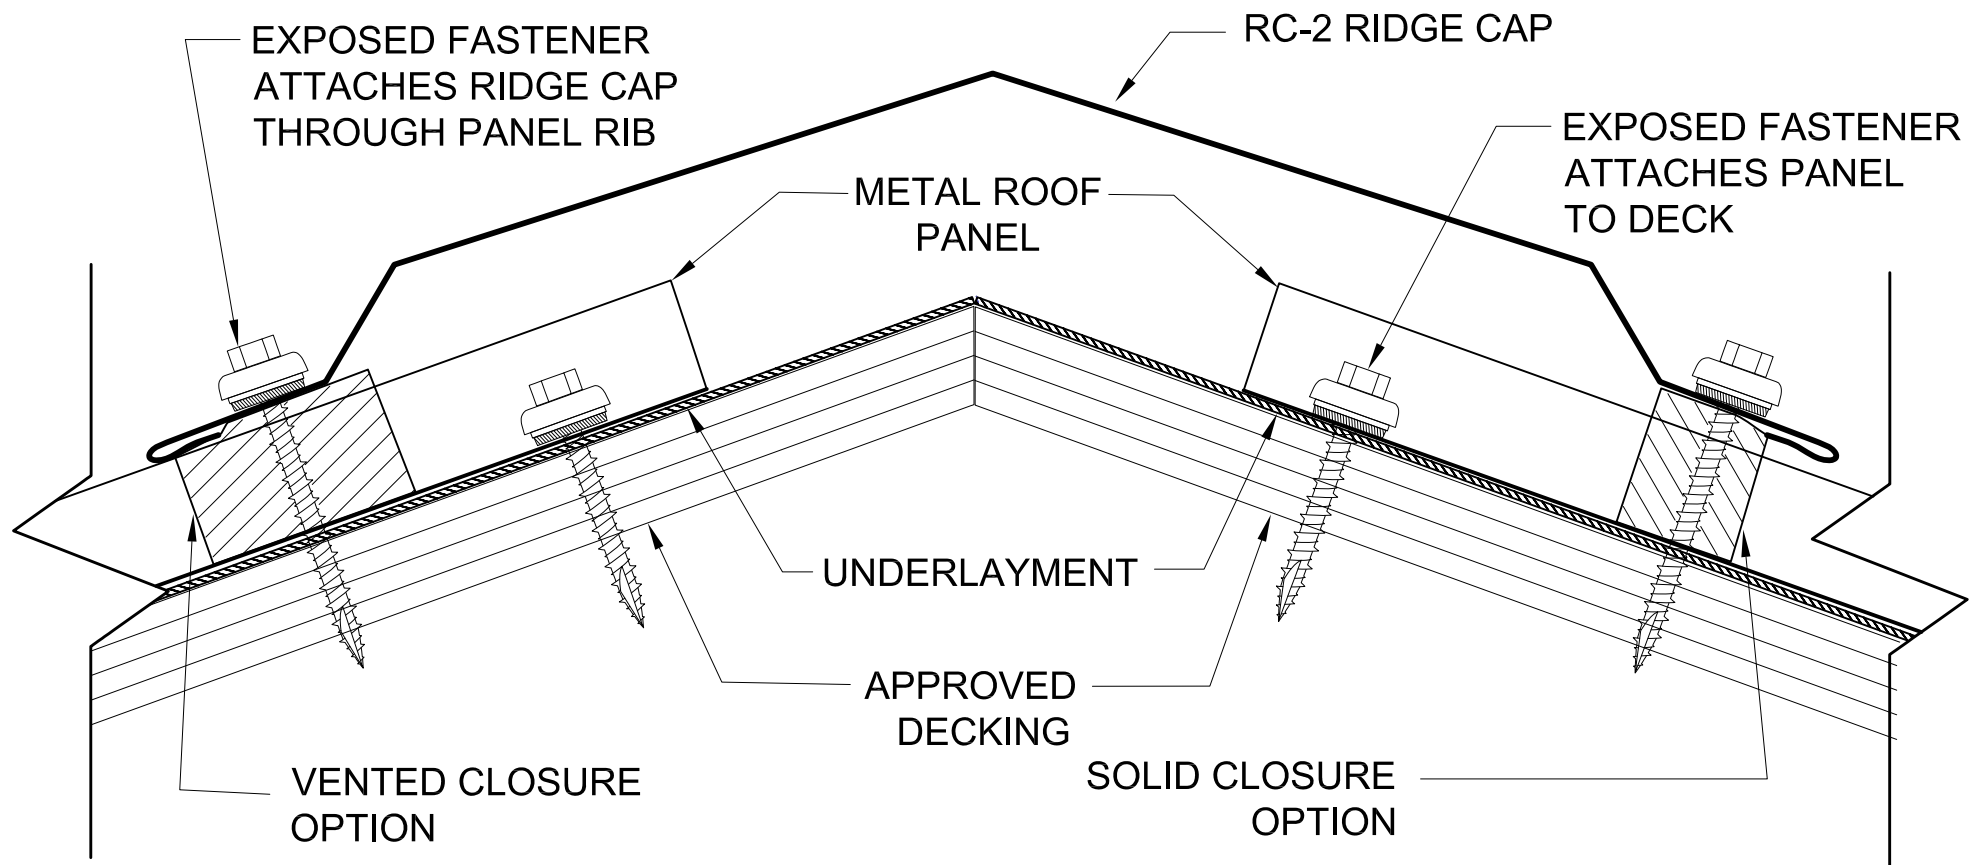 EXPOSED FASTENER
ATTACHES RIDGE CAP
THROUGH PANEL RIB
RC-2 RIDGE CAP
EXPOSED FASTENER
ATTACHES PANEL
TO DECK
METAL ROOF
PANEL
UNDERLAYMENT
APPROVED
DECKING
VENTED CLOSURE
OPTION
SOLID CLOSURE
OPTION